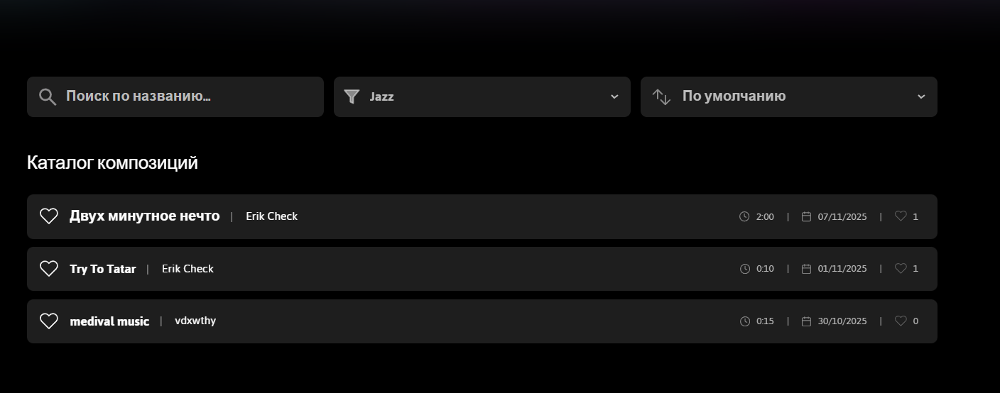 Поиск по названию...
Jazz
По умолчанию
Каталог композиций
Двух минутное нечто | Erik Check 2:00 | 07/11/2025 | 1
Try To Tatar | Erik Check 0:10 | 01/11/2025 | 1
medival music | vdxwthy 0:15 | 30/10/2025 | 0